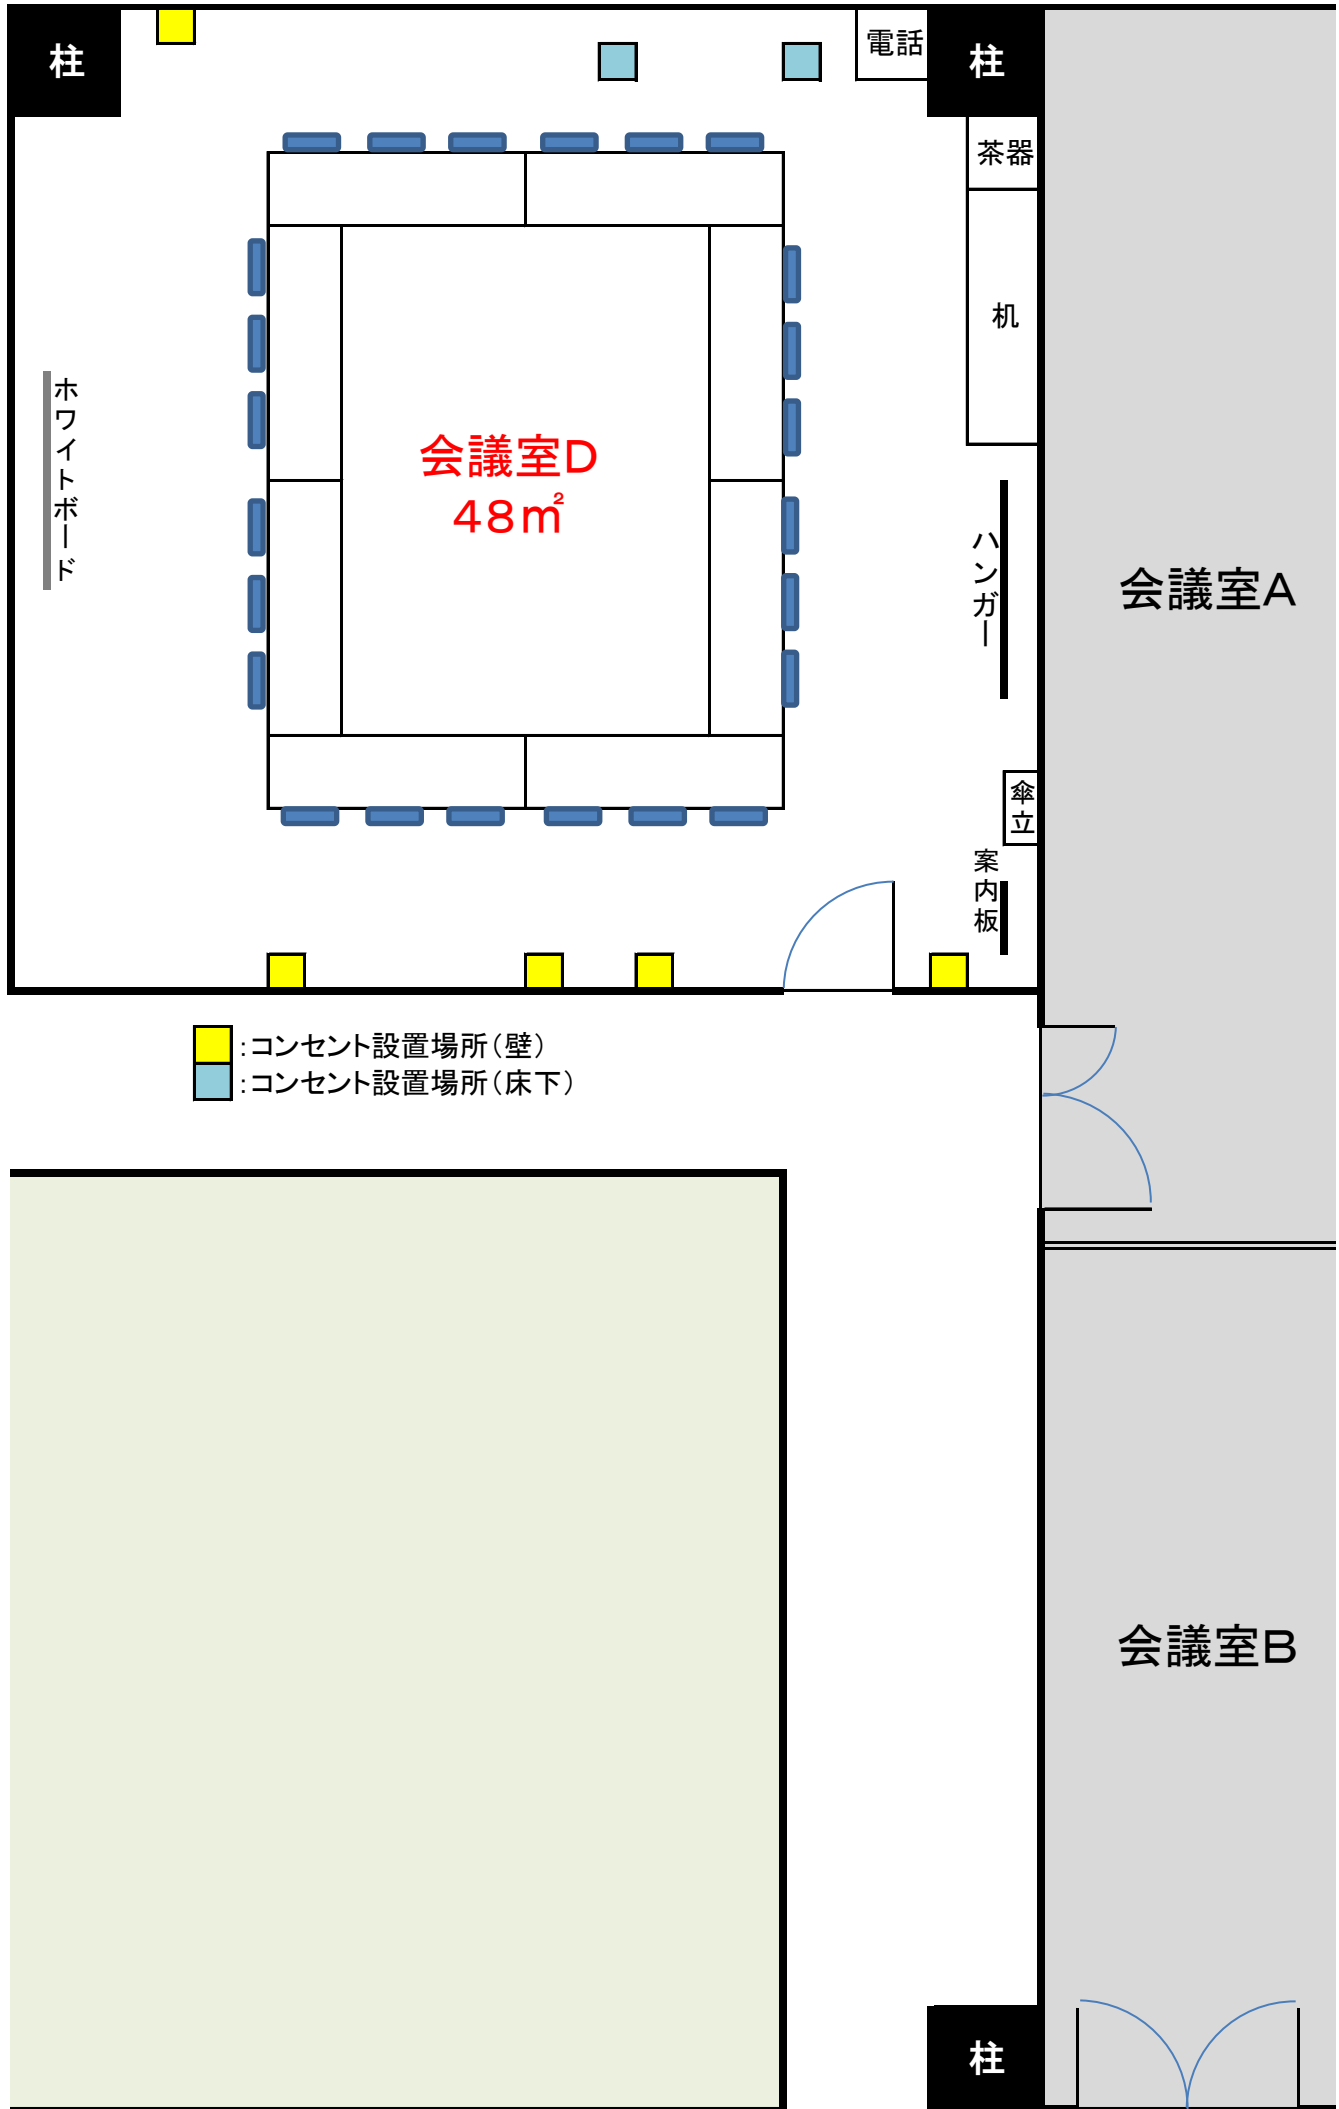 柱
電話
柱
茶器
机
ホワイトボード
会議室D
48㎡
ハンガー
会議室A
傘立
案内板
:コンセント設置場所(壁)
:コンセント設置場所(床下)
会議室B
柱